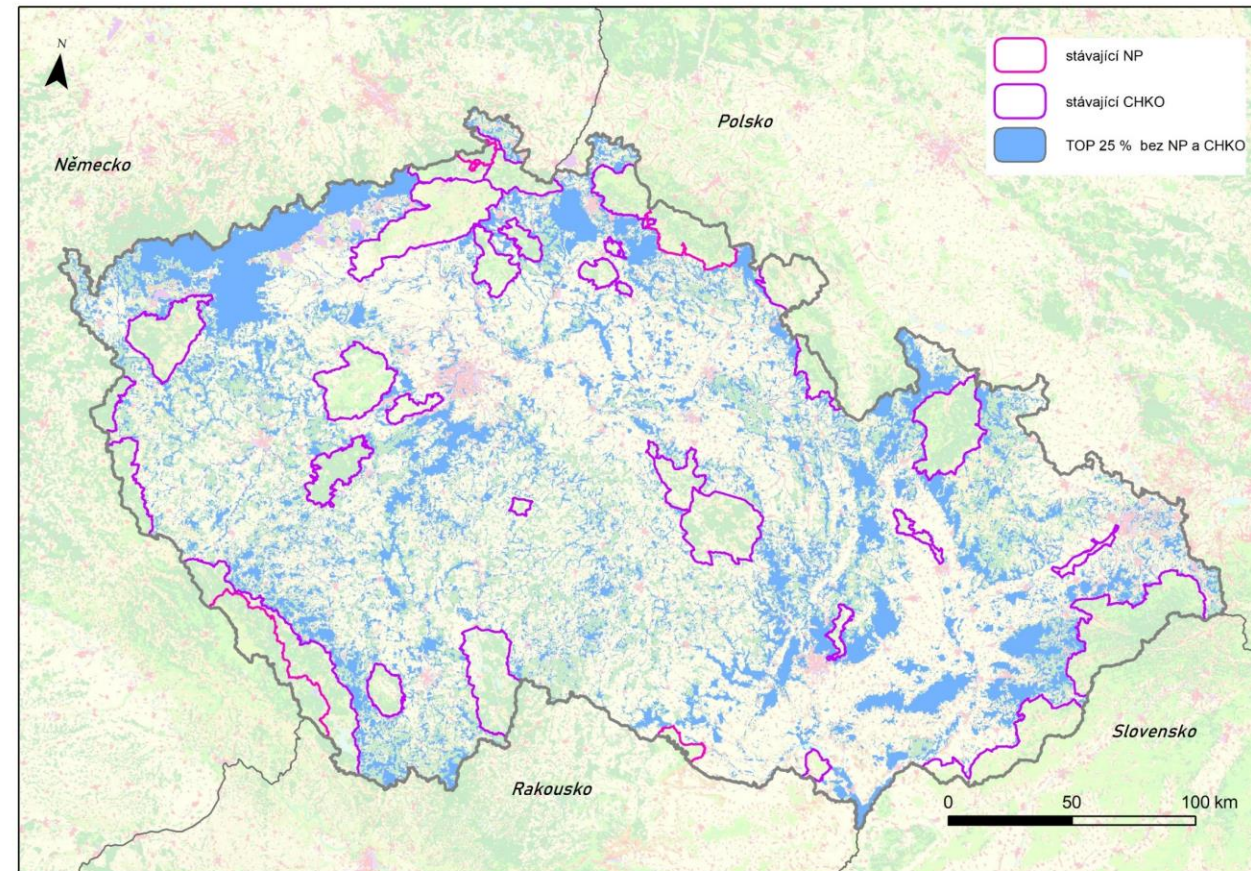 N
stávající NP
stávající CHKO
TOP 25 % bez NP a CHKO
Polsko
Německo
Slovensko
Rakousko
0 50 100 km